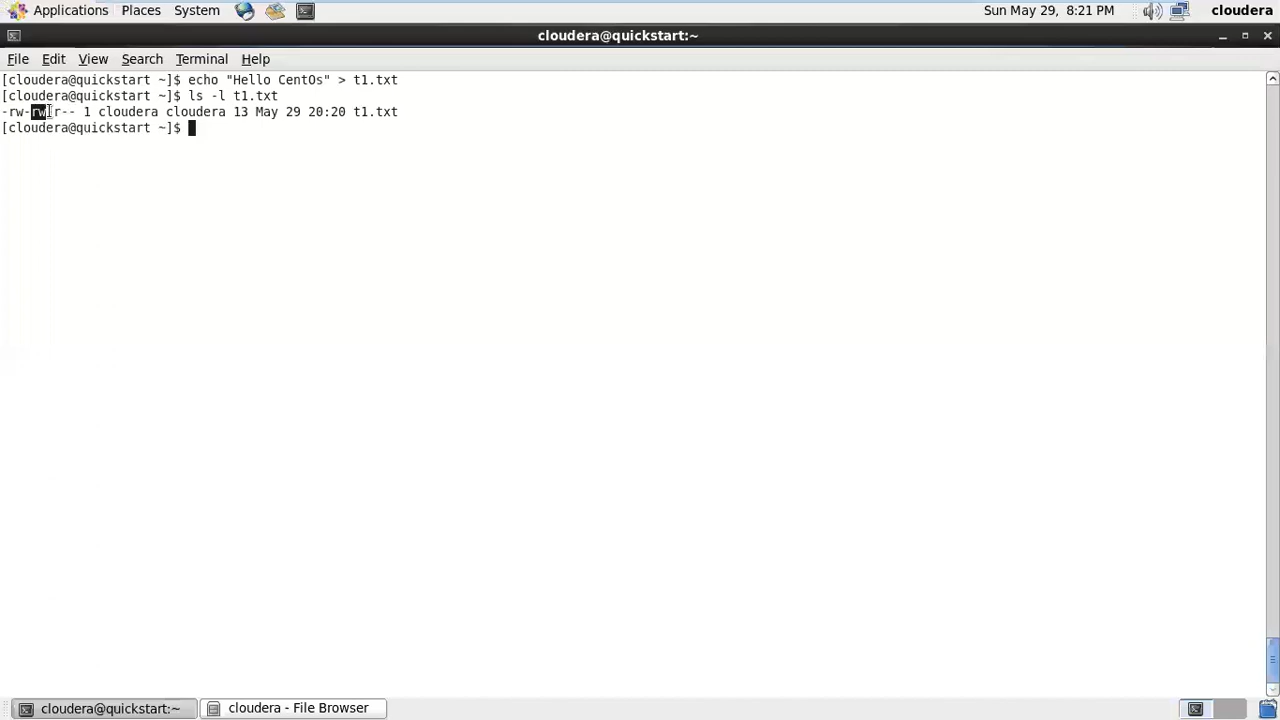 Applications Places System Sun May 29, 8:21 PM cloudera
cloudera@quickstart:~
File Edit View Search Terminal Help
[cloudera@quickstart ~]$ echo "Hello CentOs" > t1.txt
[cloudera@quickstart ~]$ ls -l t1.txt
-rw-rw-r-- 1 cloudera cloudera 13 May 29 20:20 t1.txt
[cloudera@quickstart ~]$
cloudera@quickstart:~ cloudera - File Browser